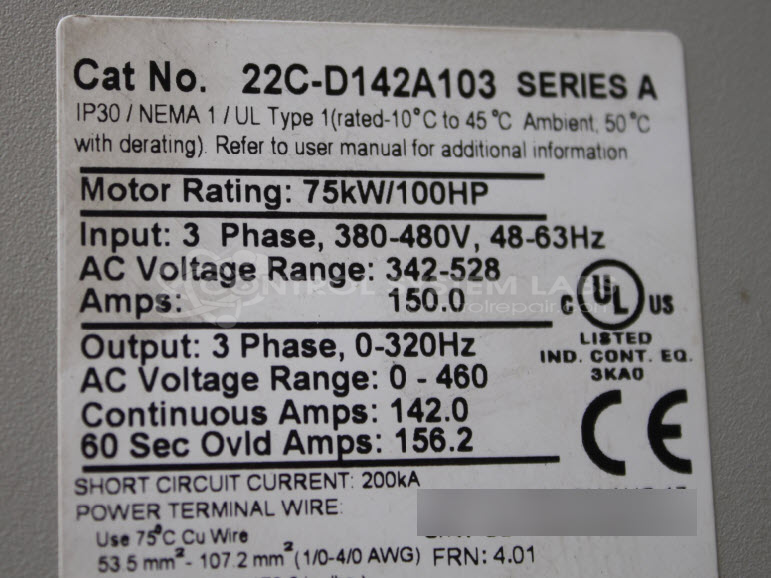 Cat No. 22C-D142A103 SERIES A
IP30 / NEMA 1 / UL Type 1(rated-10°C to 45°C Ambient, 50°C
with derating). Refer to user manual for additional information
Motor Rating: 75kW/100HP
Input: 3 Phase, 380-480V, 48-63Hz
AC Voltage Range: 342-528
Amps: 150.0
C UL US
LISTED
IND. CONT. EQ.
3KA0
Output: 3 Phase, 0-320Hz
AC Voltage Range: 0 - 460
Continuous Amps: 142.0
60 Sec Ovld Amps: 156.2
CE
SHORT CIRCUIT CURRENT: 200kA
POWER TERMINAL WIRE:
Use 75°C Cu Wire
53.5 mm²- 107.2 mm² (1/0-4/0 AWG) FRN: 4.01